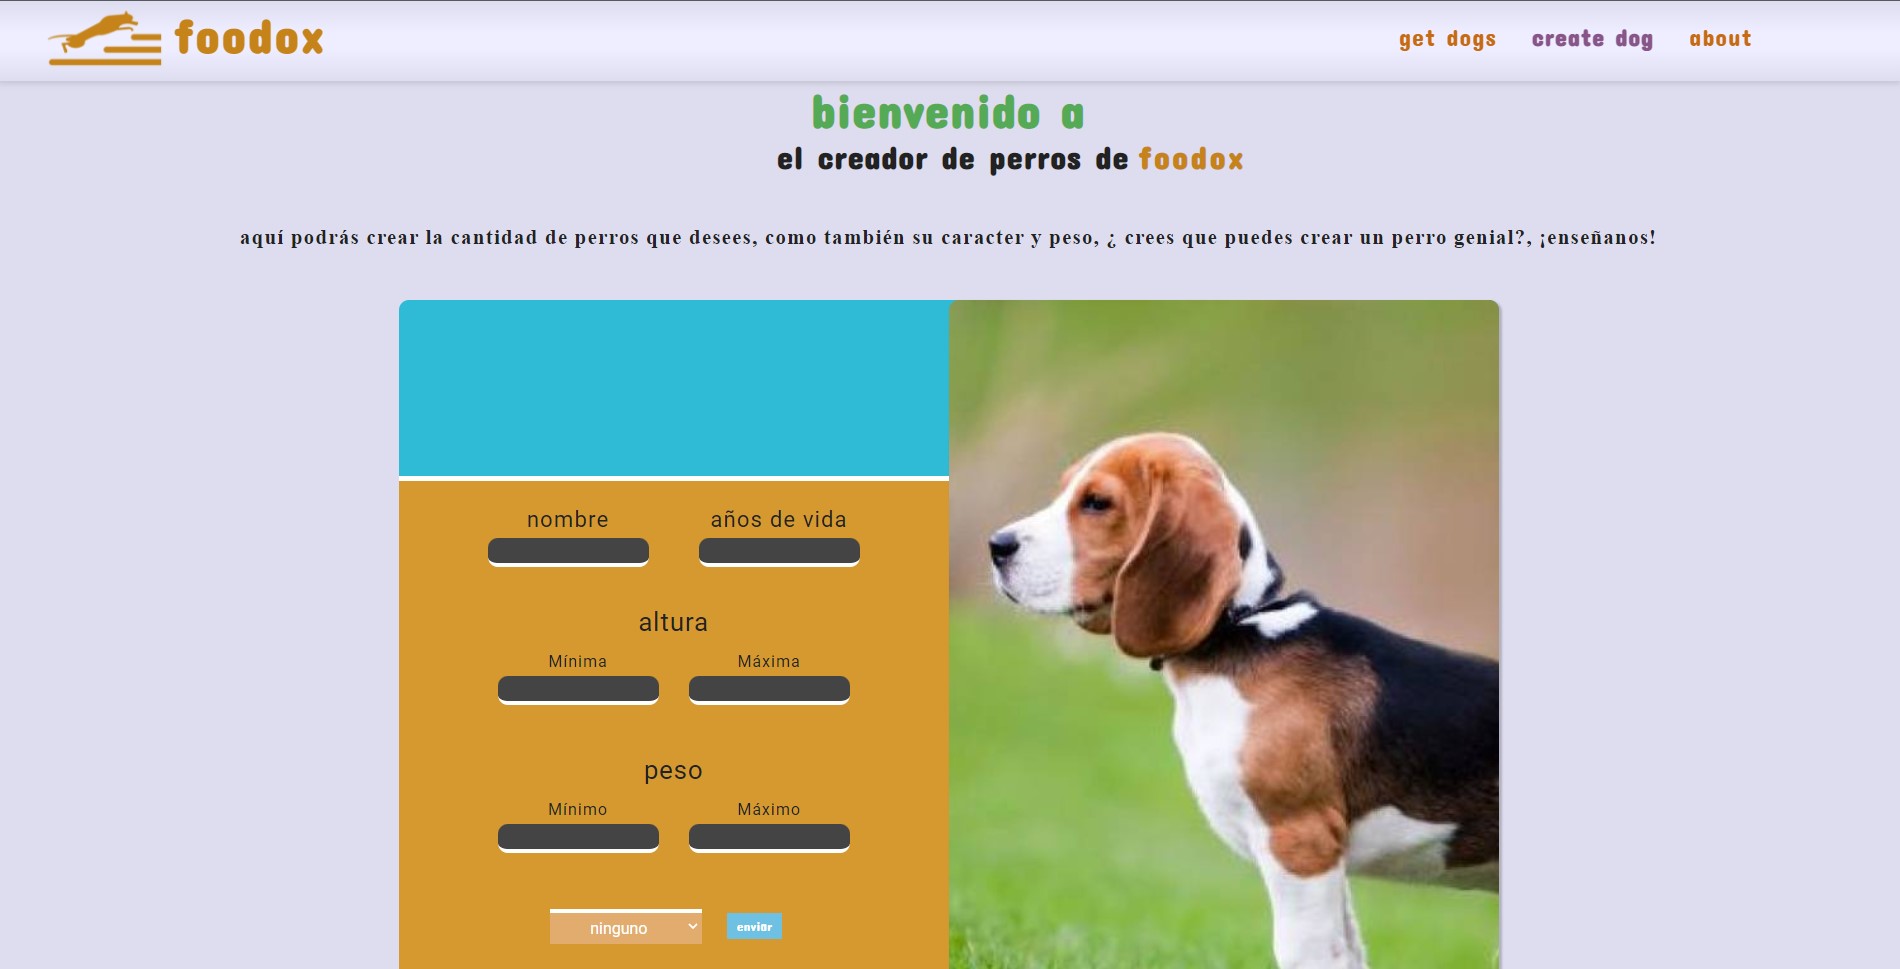 foodox
get dogs create dog about
bienvenido a
el creador de perros de foodox
aquí podrás crear la cantidad de perros que desees, como también su caracter y peso, ¿ crees que puedes crear un perro genial?, ¡enseñanos!
nombre años de vida
altura
Mínima Máxima
peso
Mínimo Máximo
ninguno enviar